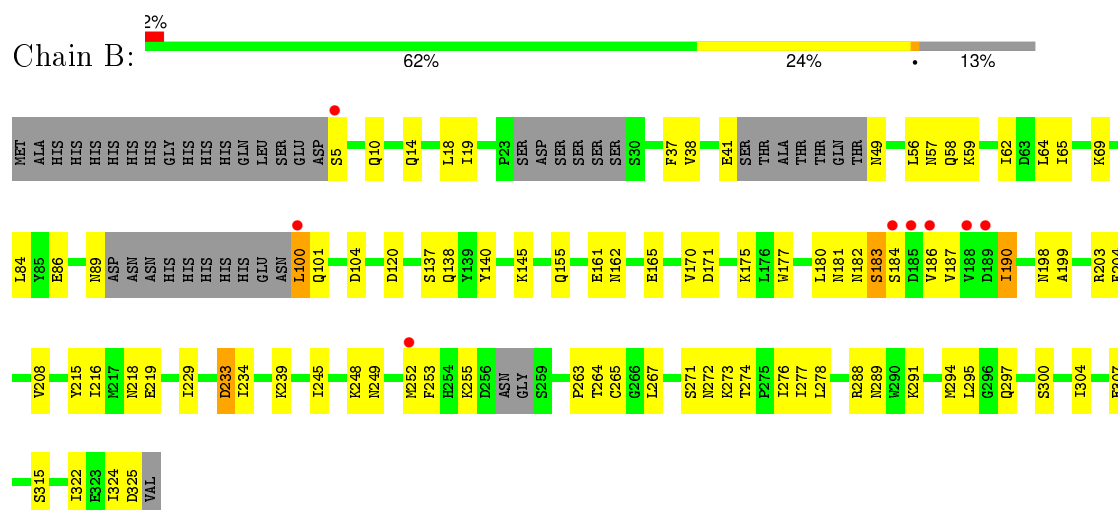 Chain B:
62% 24% 13%
MET ALA HIS HIS HIS HIS HIS HIS GLY HIS HIS HIS HIS GLN LEU SER GLU ASP S5 Q10 Q14 L18 I19 P23 SER ASP SER SER SER SER S30 F37 V38 E41 SER THR ALA THR THR GLN THR N49 L56 N57 Q58 K59 I62 D63 L64 I65 K69
L84 Y85 E86 N89 ASP ASN ASN HIS HIS HIS HIS HIS GLU ASN L100 Q101 D104 D120 S137 Q138 Y139 Y140 K145 Q155 E161 N162 E165 V170 D171 K175 L176 W177 L180 N181 N182 S183 S184 D185 V186 V187 V188 D189 I190 N198 A199 R203
V208 Y215 I216 M217 N218 E219 I229 D233 I234 K239 I245 K248 N249 M252 F253 H254 K255 D256 ASN GLY S259 P263 T264 C265 G266 L267 S271 N272 K273 T274 P275 I276 I277 L278 R288 N289 W290 K291 M294 L295 G296 Q297 S300 I304
S315 I322 E323 I324 D325 VAL